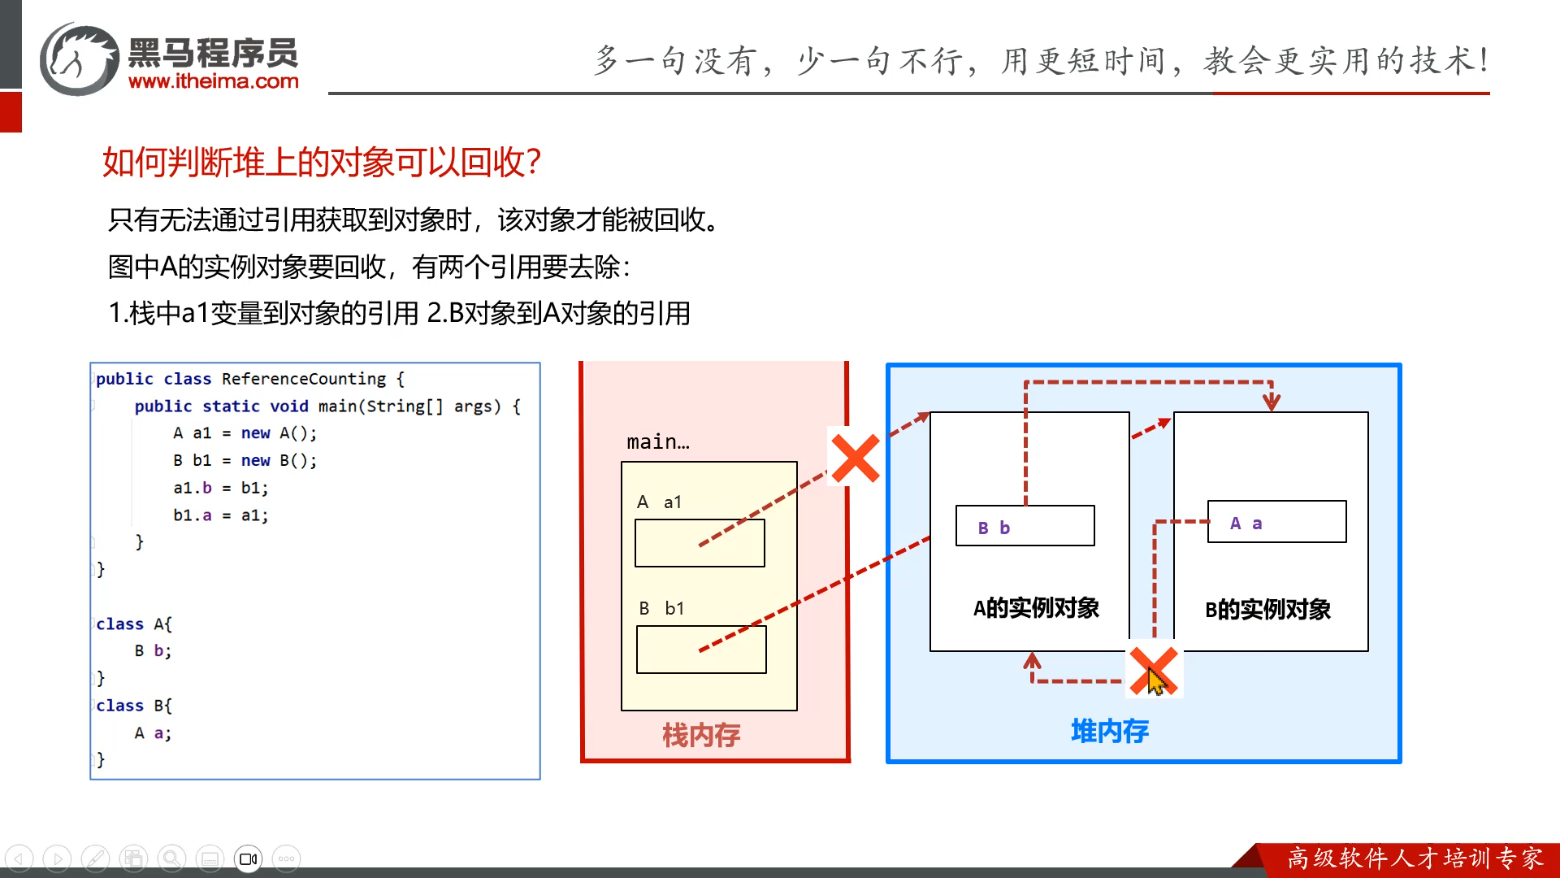 黑马程序员
www.itheima.com
多一句没有，少一句不行，用更短时间，教会更实用的技术！
如何判断堆上的对象可以回收？
只有无法通过引用获取到对象时，该对象才能被回收。
图中A的实例对象要回收，有两个引用要去除：
1.栈中a1变量到对象的引用 2.B对象到A对象的引用
public class ReferenceCounting {
public static void main(String[] args) {
A a1 = new A();
B b1 = new B();
a1.b = b1;
b1.a = a1;
}
}
class A{
B b;
}
class B{
A a;
}
main…
A a1
B b1
栈内存
B b
A的实例对象
A a
B的实例对象
堆内存
高级软件人才培训专家